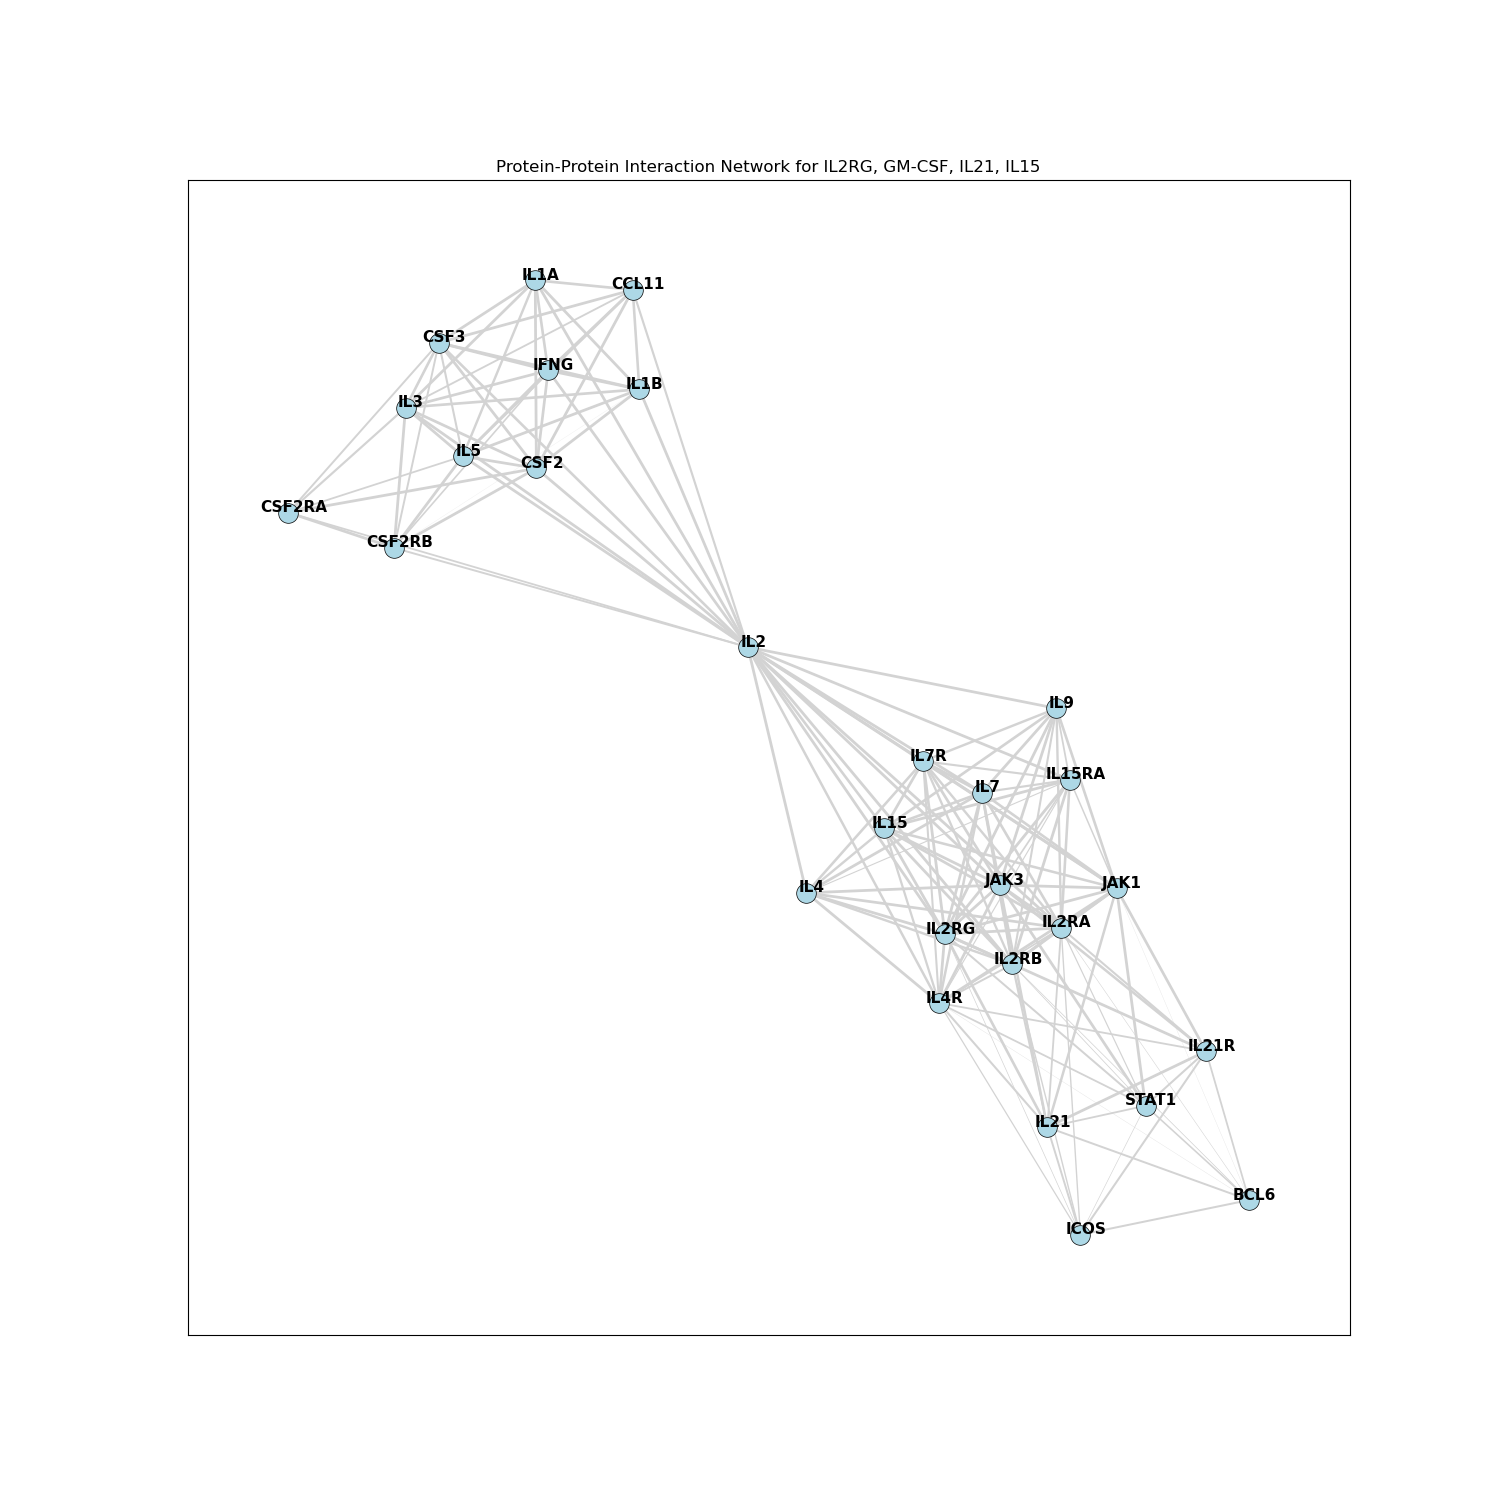 Protein-Protein Interaction Network for IL2RG, GM-CSF, IL21, IL15
IL1A
CCL11
CSF3
IFNG
IL1B
IL3
IL5
CSF2
CSF2RA
CSF2RB
IL2
IL9
IL7R
IL15RA
IL7
IL15
JAK3
JAK1
IL4
IL2RA
IL2RG
IL2RB
IL4R
IL21R
STAT1
IL21
BCL6
ICOS